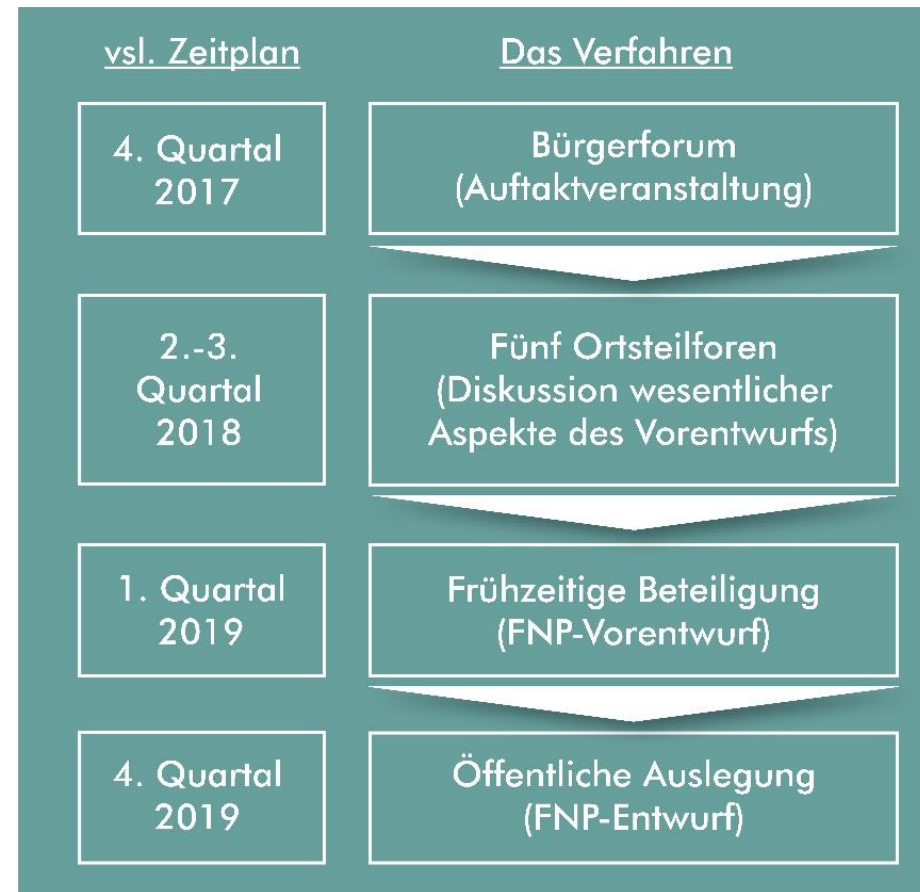 vsl. Zeitplan
Das Verfahren
4. Quartal
2017
Bürgerforum
(Auftaktveranstaltung)
2.-3.
Quartal
2018
Fünf Ortsteilforen
(Diskussion wesentlicher
Aspekte des Vorentwurfs)
1. Quartal
2019
Frühzeitige Beteiligung
(FNP-Vorentwurf)
4. Quartal
2019
Öffentliche Auslegung
(FNP-Entwurf)